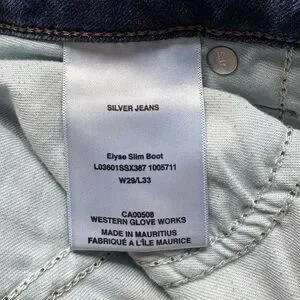 SILVER JEANS
Elyse Slim Boot
L03601SSX387 1005711
W29/L33
CA00508
WESTERN GLOVE WORKS
MADE IN MAURITIUS
FABRIQUÉ A L'ÎLE MAURICE